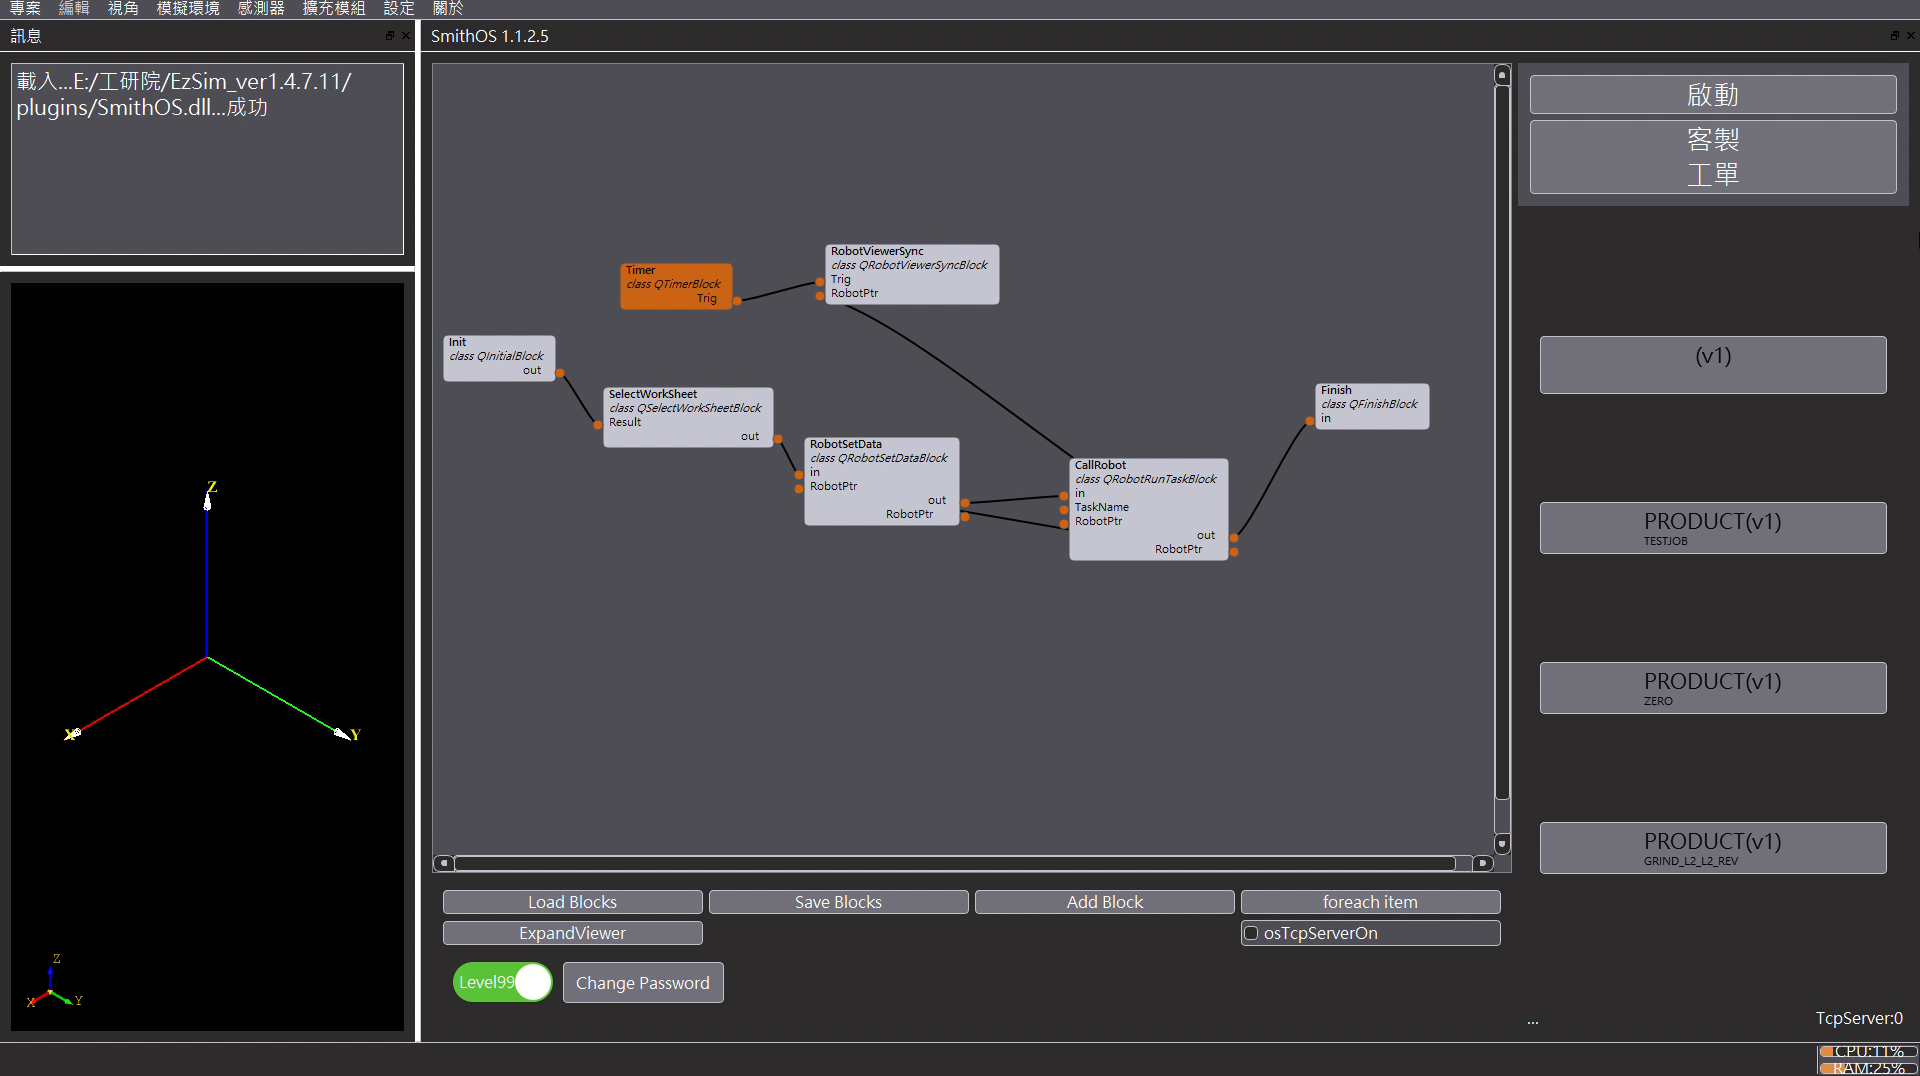 專案 編輯 視角 模擬環境 感測器 擴充模組 設定 關於
訊息
載入...E:/工研院/EzSim_ver1.4.7.11/
plugins/SmithOS.dll...成功
Z
X
Y
Z
X
Y
SmithOS 1.1.2.5
Timer
class QTimerBlock
Trig
RobotViewerSync
class QRobotViewerSyncBlock
Trig
RobotPtr
Init
class QInitialBlock
out
SelectWorkSheet
class QSelectWorkSheetBlock
Result
out
RobotSetData
class QRobotSetDataBlock
in
RobotPtr
out
RobotPtr
CallRobot
class QRobotRunTaskBlock
in
TaskName
RobotPtr
out
RobotPtr
Finish
class QFinishBlock
in
Load Blocks
Save Blocks
Add Block
foreach item
ExpandViewer
osTcpServerOn
Level99
Change Password
啟動
客製
工單
(v1)
PRODUCT(v1)
TESTJOB
PRODUCT(v1)
ZERO
PRODUCT(v1)
GRIND_L2_L2_REV
...
TcpServer:0
CPU:11%
RAM:25%